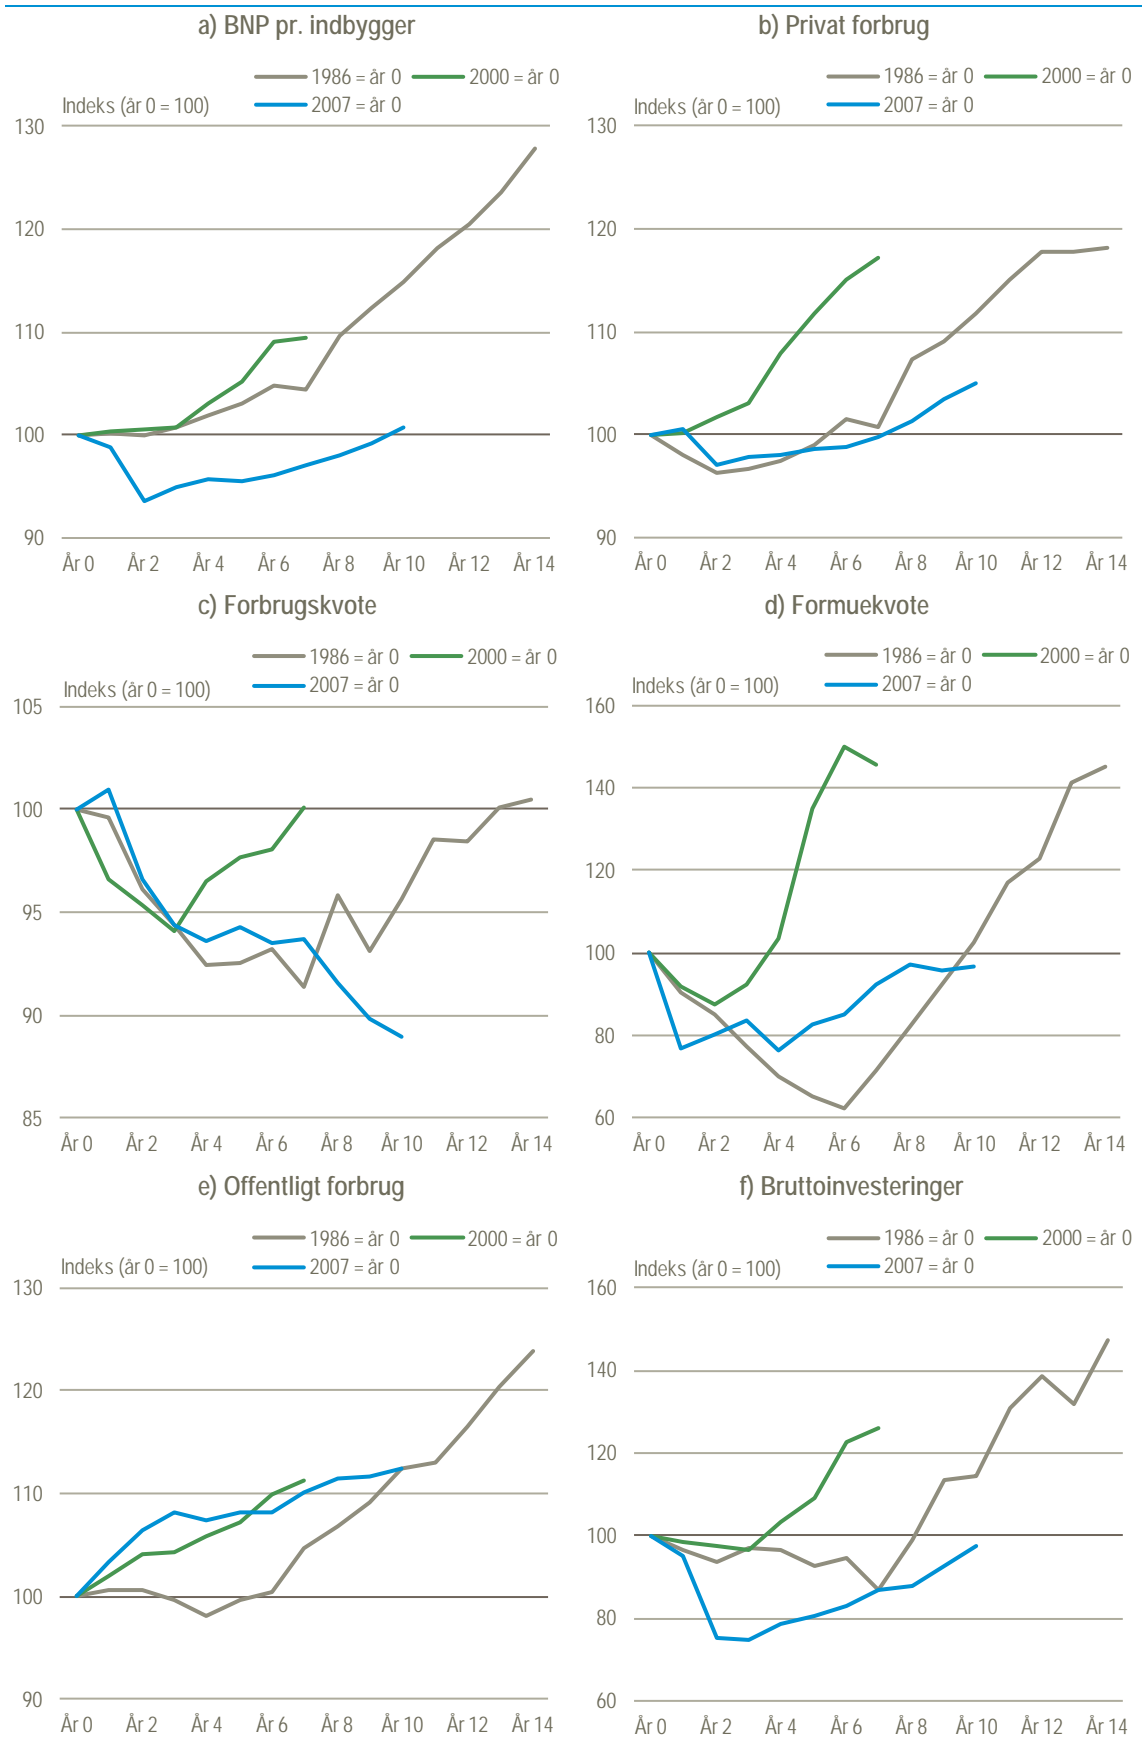 a) BNP pr. indbygger
1986 = år 0
2000 = år 0
Indeks (år 0 = 100)
2007 = år 0
130
120
110
100
90
År 0 År 2 År 4 År 6 År 8 År 10 År 12 År 14
b) Privat forbrug
1986 = år 0
2000 = år 0
Indeks (år 0 = 100)
2007 = år 0
130
120
110
100
90
År 0 År 2 År 4 År 6 År 8 År 10 År 12 År 14
c) Forbrugskvote
1986 = år 0
2000 = år 0
Indeks (år 0 = 100)
2007 = år 0
105
100
95
90
85
År 0 År 2 År 4 År 6 År 8 År 10 År 12 År 14
d) Formuekvote
1986 = år 0
2000 = år 0
Indeks (år 0 = 100)
2007 = år 0
160
140
120
100
80
60
År 0 År 2 År 4 År 6 År 8 År 10 År 12 År 14
e) Offentligt forbrug
1986 = år 0
2000 = år 0
Indeks (år 0 = 100)
2007 = år 0
130
120
110
100
90
År 0 År 2 År 4 År 6 År 8 År 10 År 12 År 14
f) Bruttoinvesteringer
1986 = år 0
2000 = år 0
Indeks (år 0 = 100)
2007 = år 0
160
140
120
100
80
60
År 0 År 2 År 4 År 6 År 8 År 10 År 12 År 14